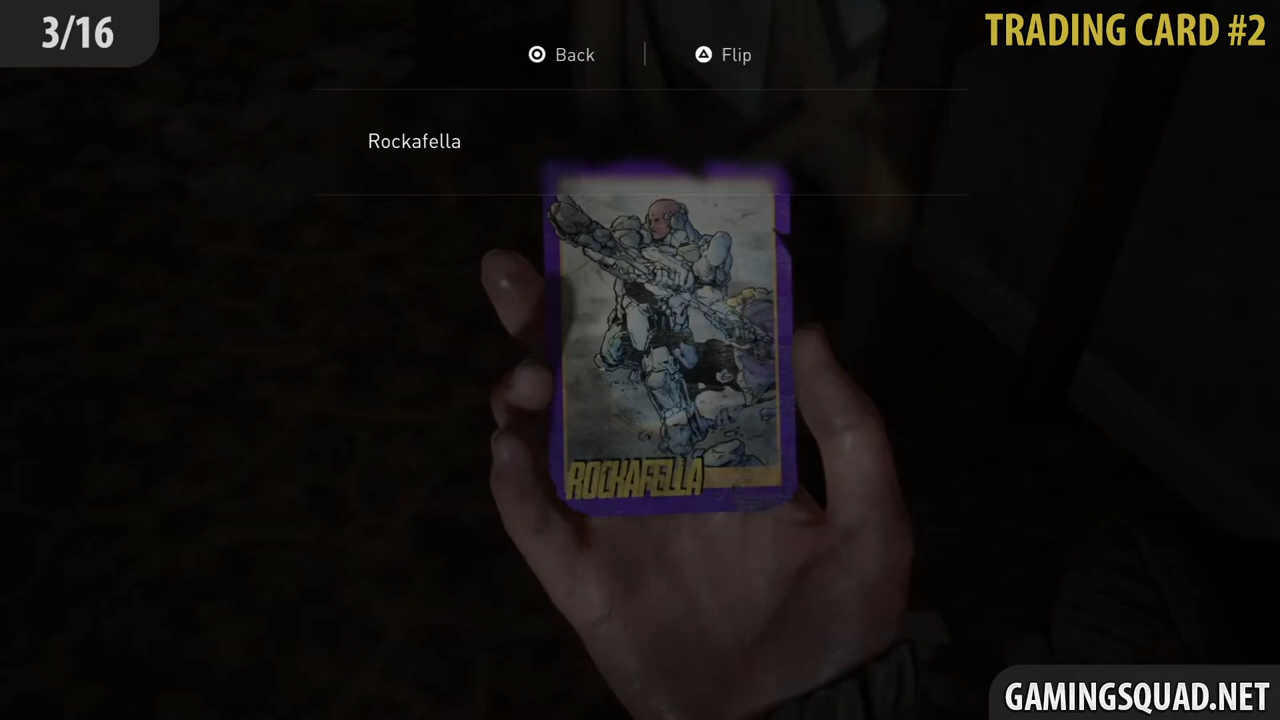 3/16
TRADING CARD #2
Back
Flip
Rockafella
ROCKAFELLA
GAMINGSQUAD.NET